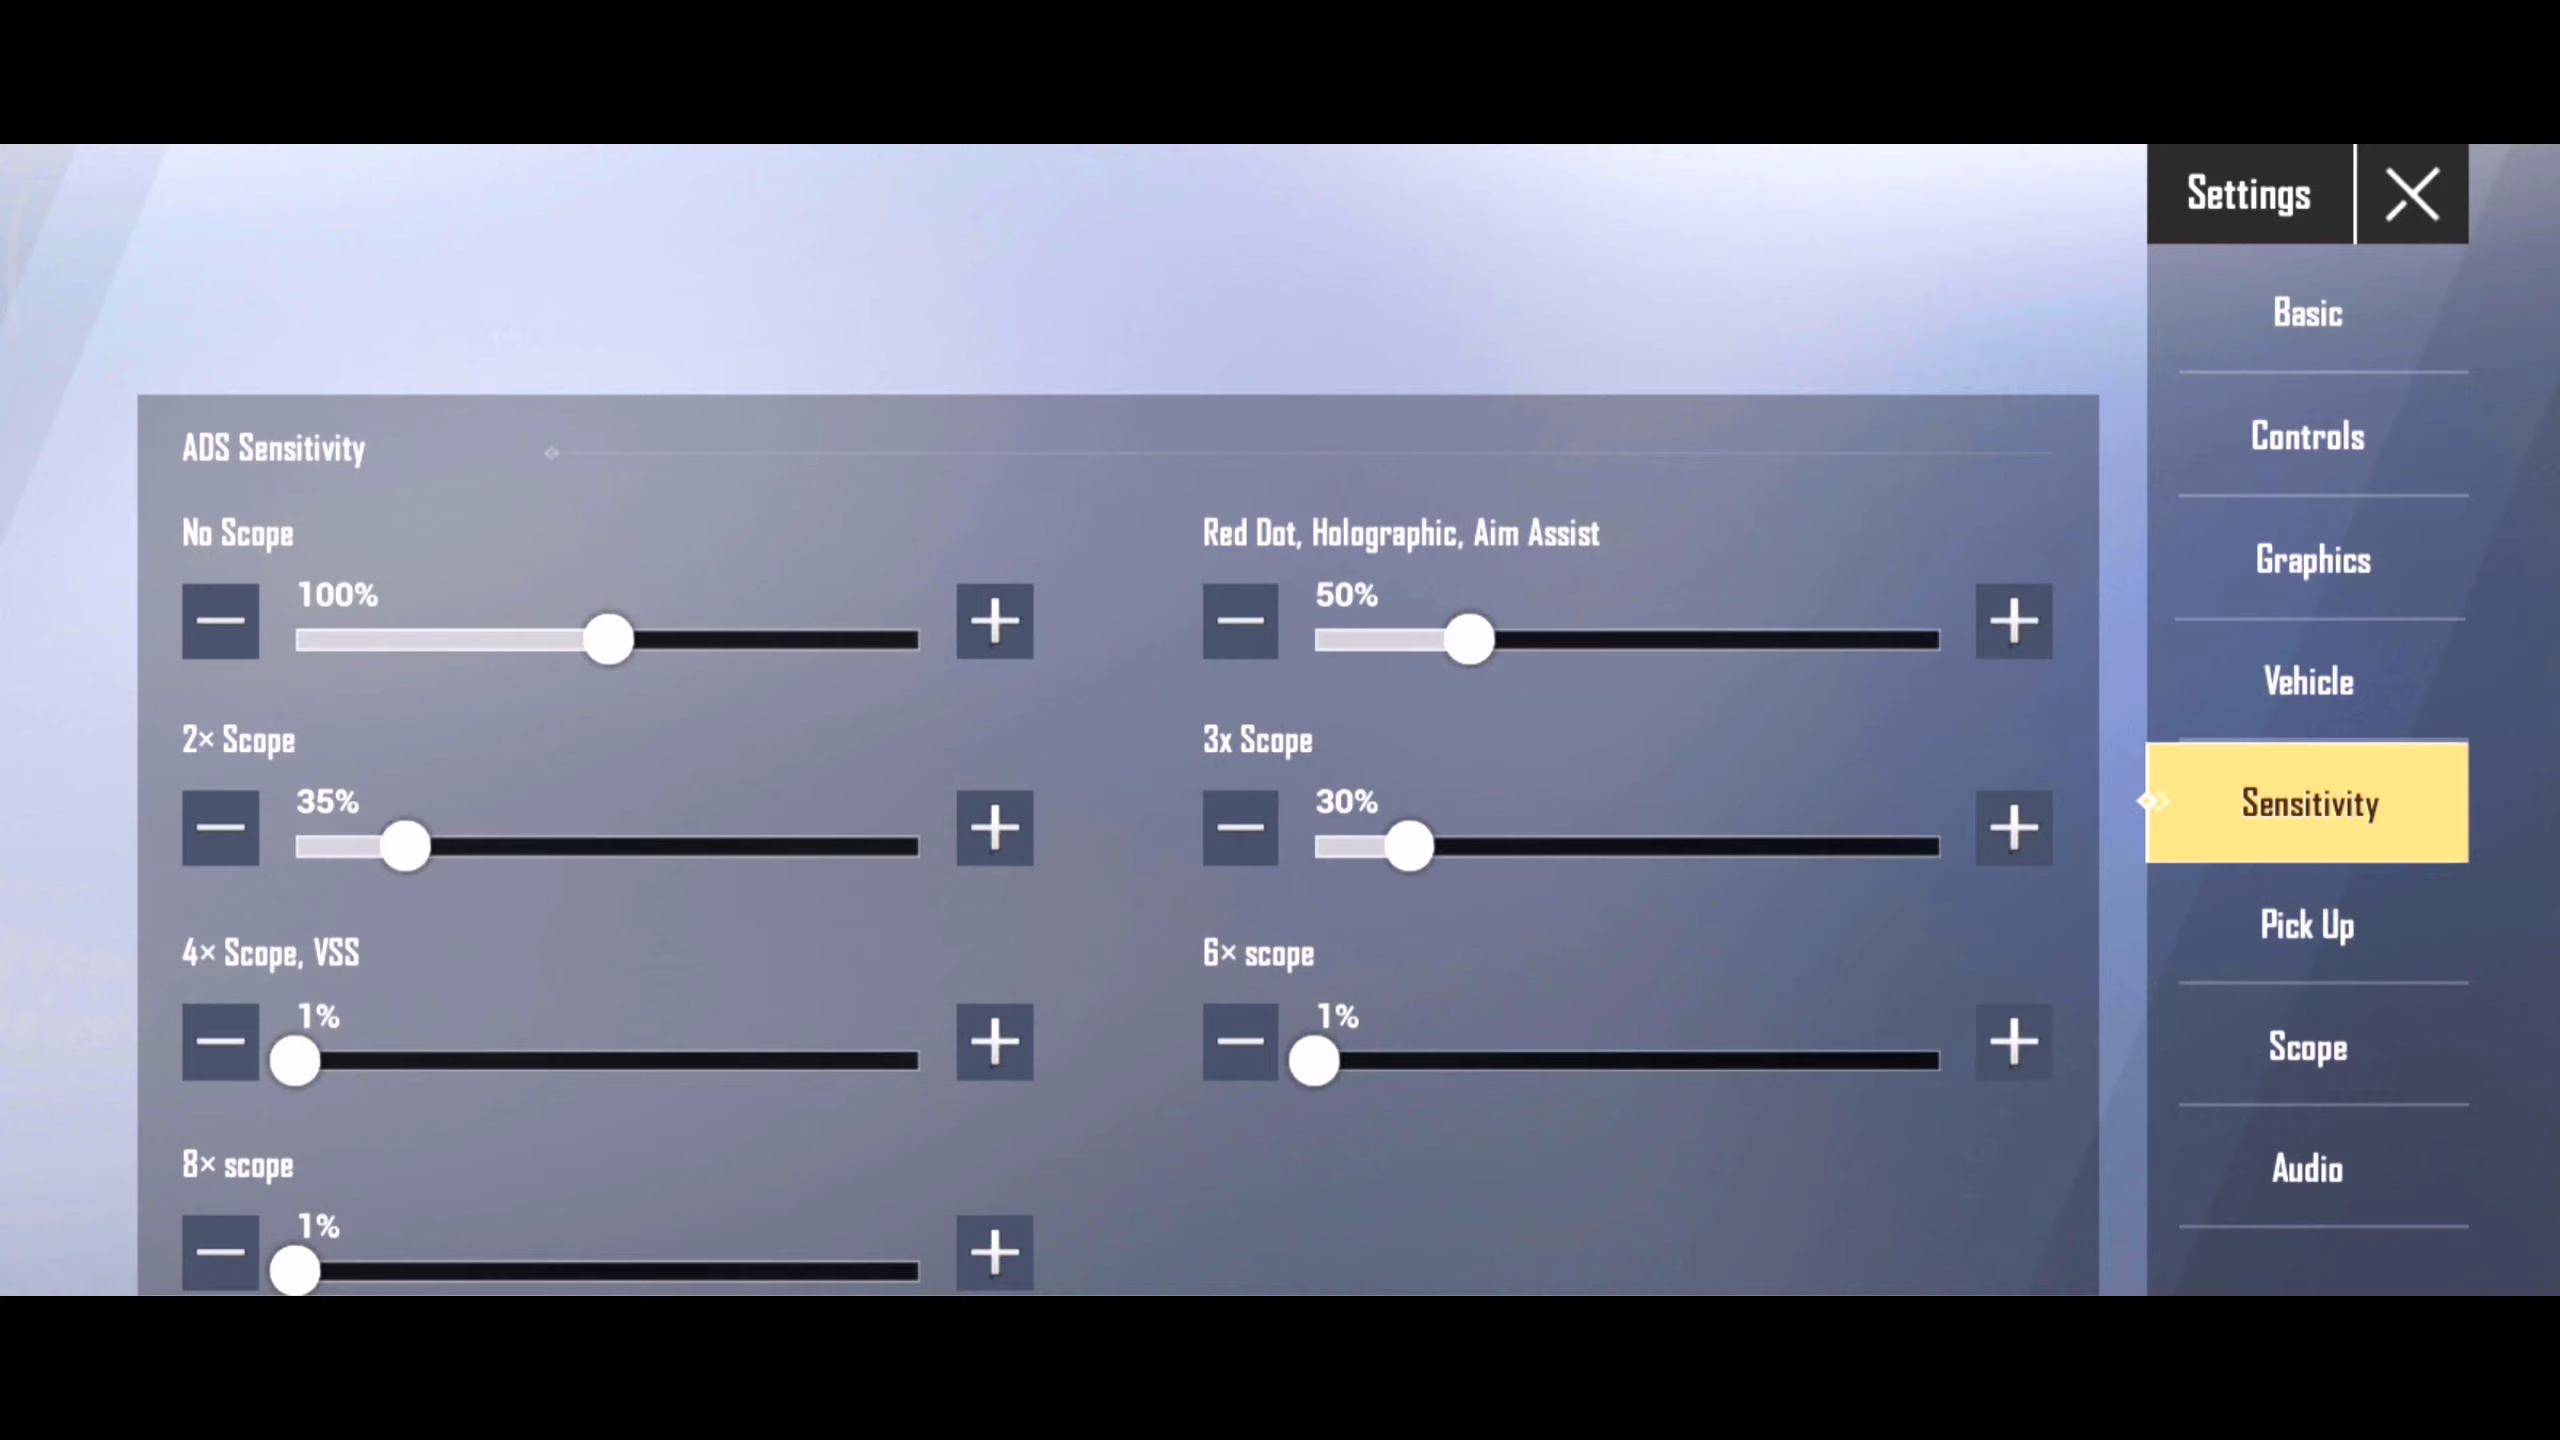 Settings
Basic
Controls
Graphics
Vehicle
Sensitivity
Pick Up
Scope
Audio
ADS Sensitivity
No Scope
100%
Red Dot, Holographic, Aim Assist
50%
2× Scope
35%
3x Scope
30%
4× Scope, VSS
1%
6× scope
1%
8× scope
1%